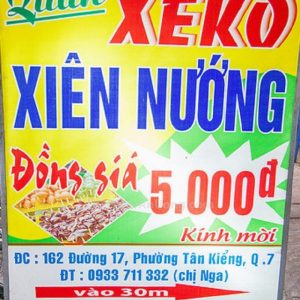 Quán
XEKO
XIÊN NƯỚNG
Đồng giá
5.000đ
Kính mời
ĐC : 162 Đường 17, Phường Tân Kiểng, Q .7
ĐT : 0933 711 332 (chị Nga)
vào 30m